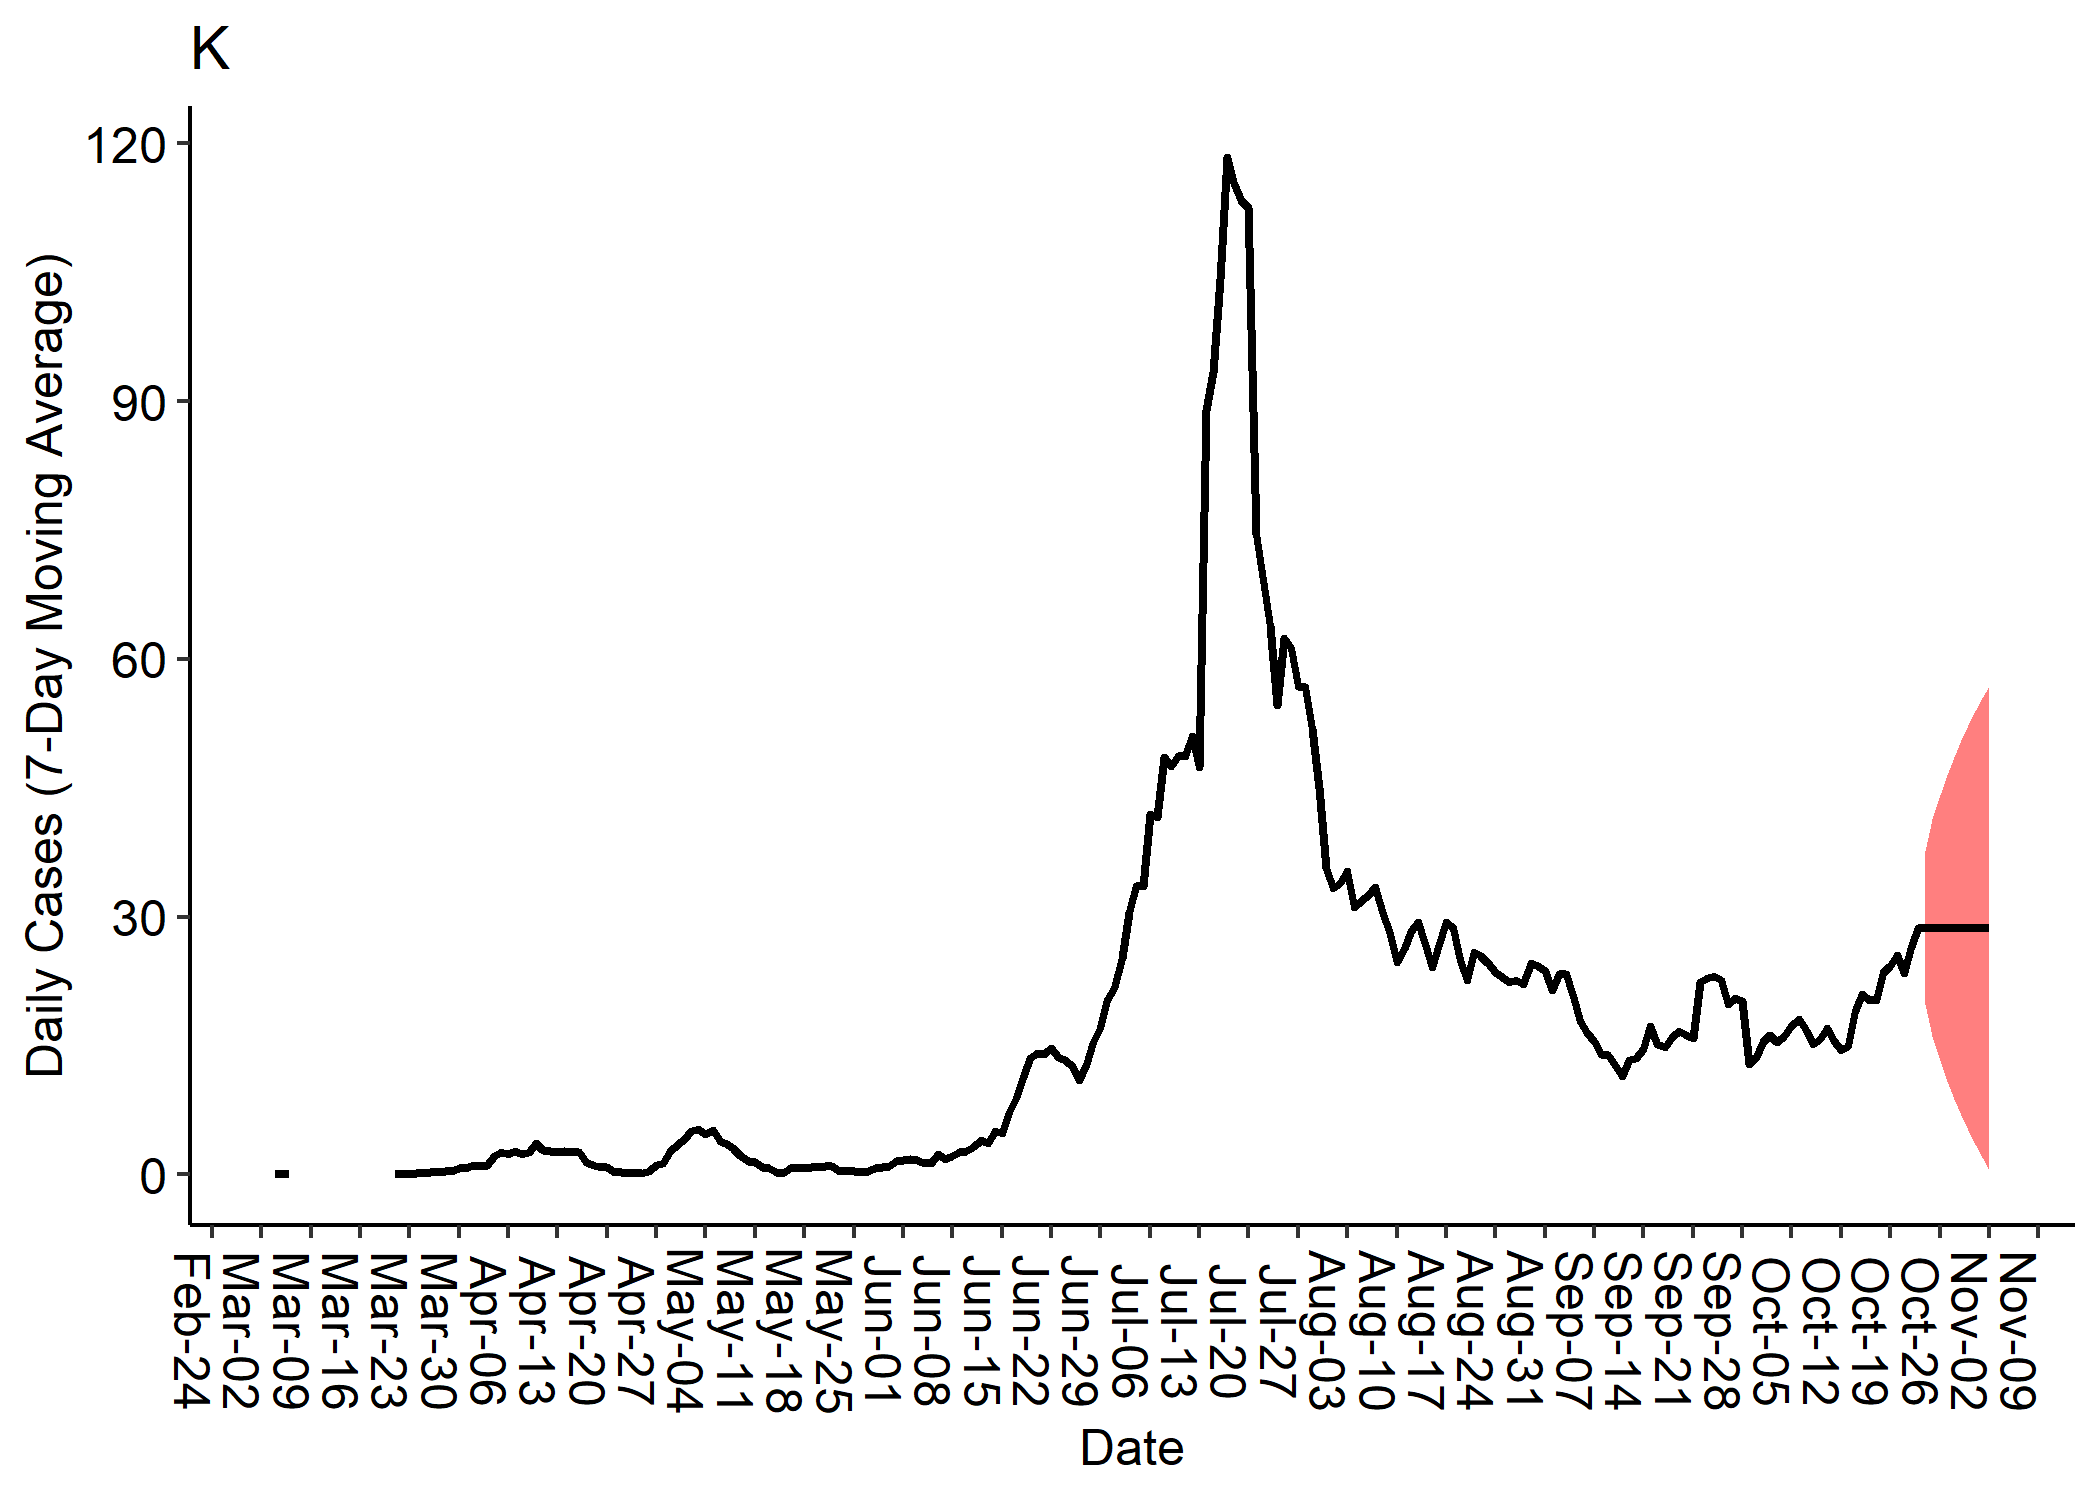 K
Daily Cases (7-Day Moving Average)
120
90
60
30
0
Feb-24
Mar-02
Mar-09
Mar-16
Mar-23
Mar-30
Apr-06
Apr-13
Apr-20
Apr-27
May-04
May-11
May-18
May-25
Jun-01
Jun-08
Jun-15
Jun-22
Jun-29
Jul-06
Jul-13
Jul-20
Jul-27
Aug-03
Aug-10
Aug-17
Aug-24
Aug-31
Sep-07
Sep-14
Sep-21
Sep-28
Oct-05
Oct-12
Oct-19
Oct-26
Nov-02
Nov-09
Date